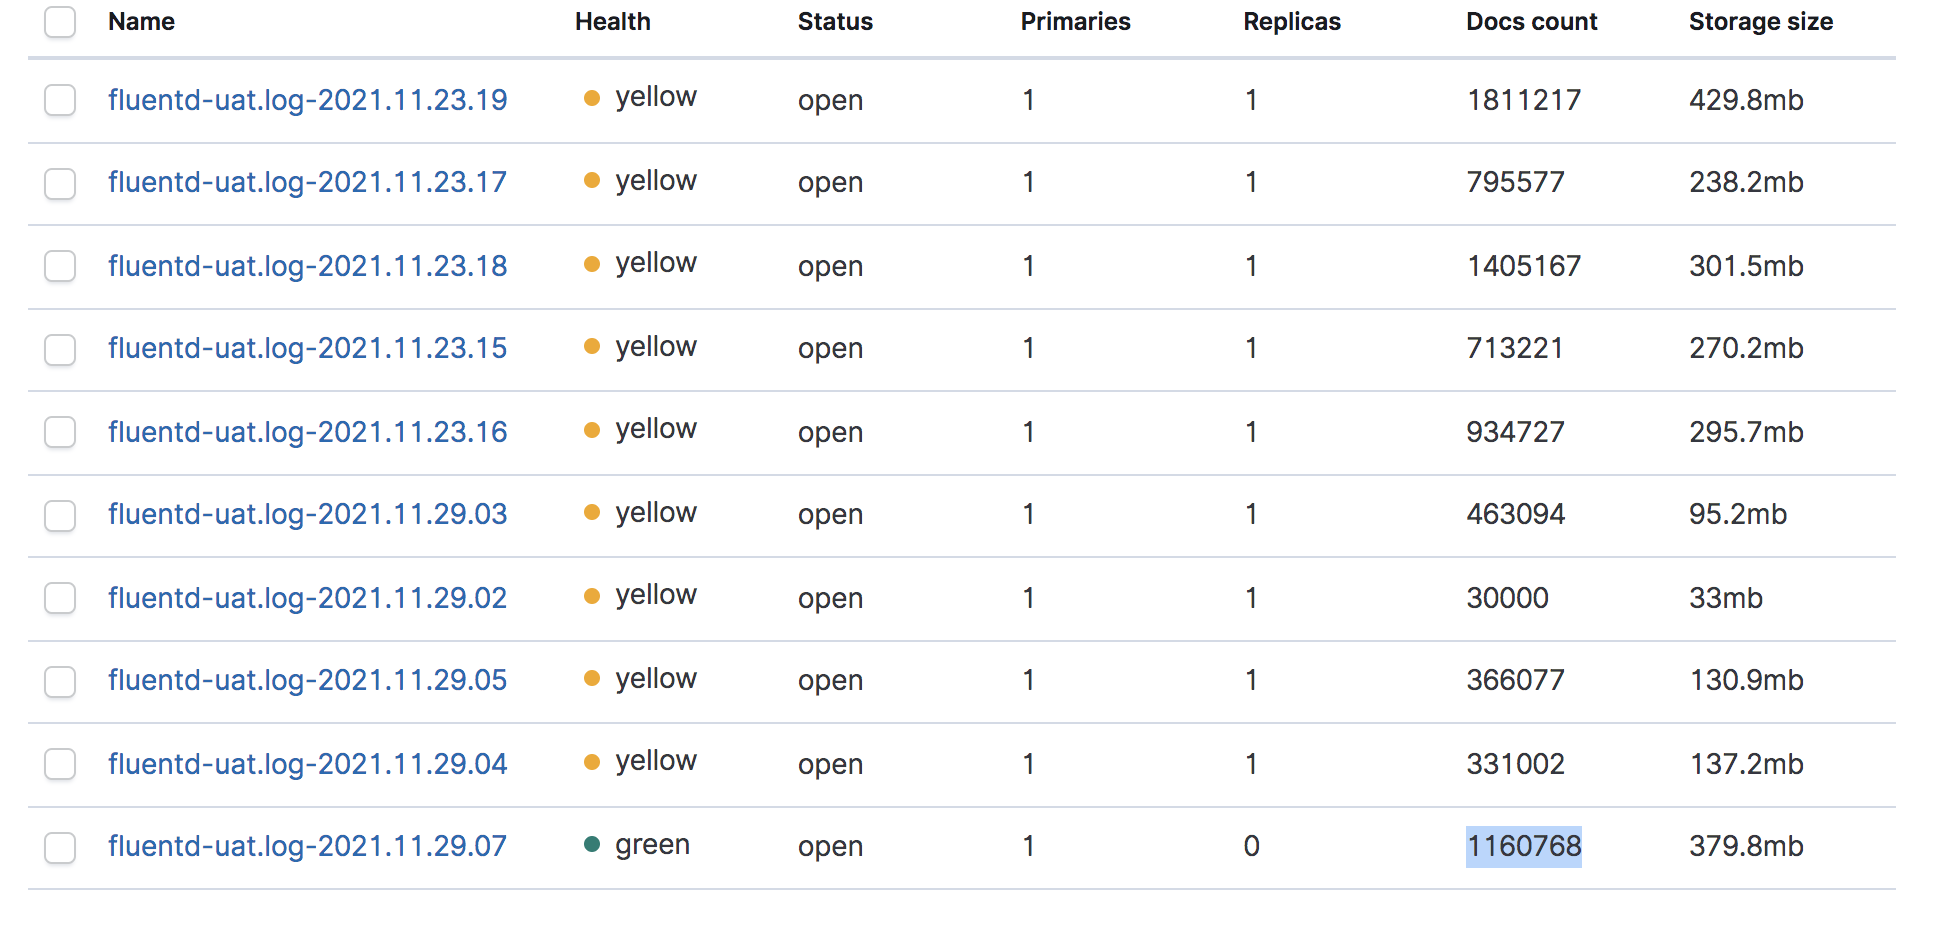 Name Health Status Primaries Replicas Docs count Storage size
fluentd-uat.log-2021.11.23.19 yellow open 1 1 1811217 429.8mb
fluentd-uat.log-2021.11.23.17 yellow open 1 1 795577 238.2mb
fluentd-uat.log-2021.11.23.18 yellow open 1 1 1405167 301.5mb
fluentd-uat.log-2021.11.23.15 yellow open 1 1 713221 270.2mb
fluentd-uat.log-2021.11.23.16 yellow open 1 1 934727 295.7mb
fluentd-uat.log-2021.11.29.03 yellow open 1 1 463094 95.2mb
fluentd-uat.log-2021.11.29.02 yellow open 1 1 30000 33mb
fluentd-uat.log-2021.11.29.05 yellow open 1 1 366077 130.9mb
fluentd-uat.log-2021.11.29.04 yellow open 1 1 331002 137.2mb
fluentd-uat.log-2021.11.29.07 green open 1 0 1160768 379.8mb